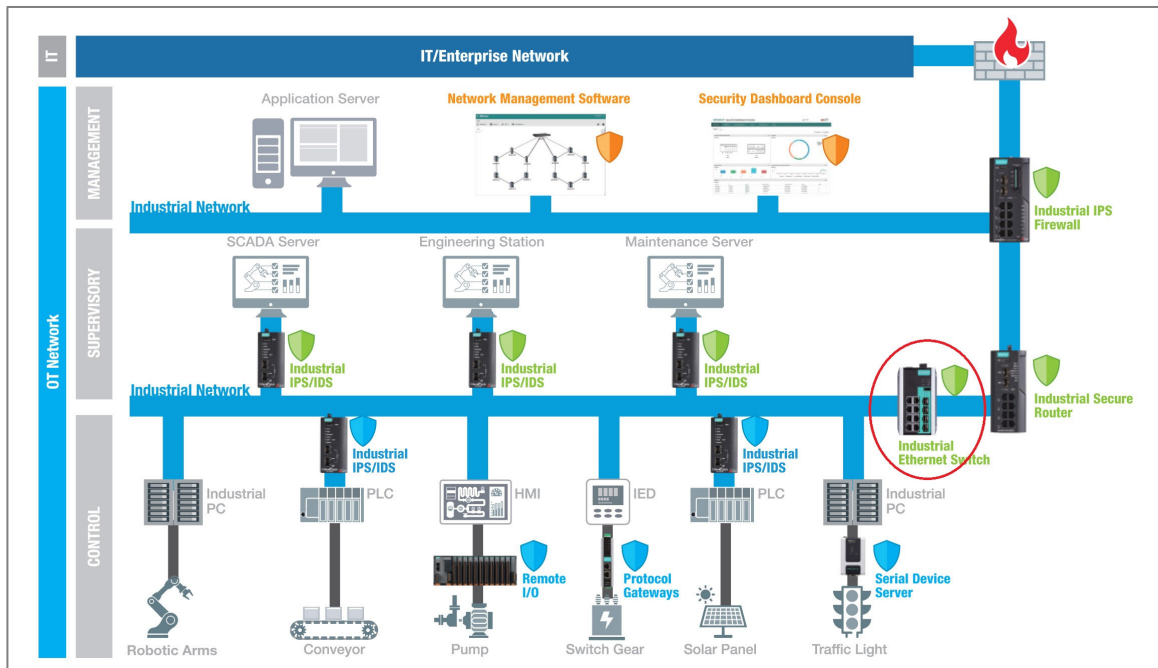 IT
IT/Enterprise Network
OT Network
MANAGEMENT
Application Server
Network Management Software
Security Dashboard Console
Industrial Network
Industrial IPS
Firewall
SUPERVISORY
SCADA Server
Engineering Station
Maintenance Server
Industrial
IPS/IDS
Industrial
IPS/IDS
Industrial
IPS/IDS
Industrial Network
Industrial Secure
Router
Industrial
Ethernet Switch
CONTROL
Industrial
PC
Industrial
IPS/IDS
PLC
HMI
IED
Industrial
IPS/IDS
PLC
Industrial
PC
Remote
I/O
Protocol
Gateways
Serial Device
Server
Robotic Arms
Conveyor
Pump
Switch Gear
Solar Panel
Traffic Light